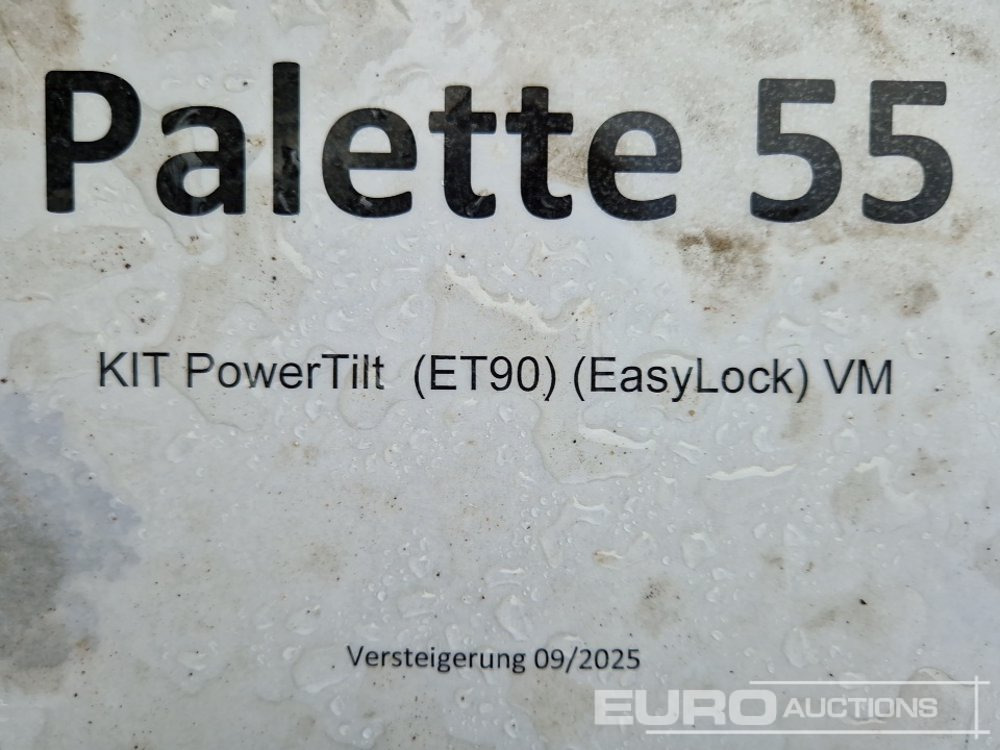 Palette 55
KIT PowerTilt (ET90) (EasyLock) VM
Versteigerung 09/2025
EURO AUCTIONS